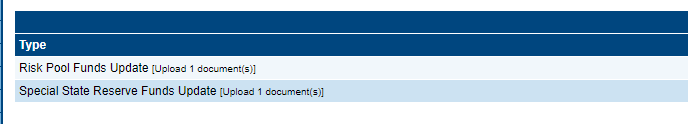 Type
Risk Pool Funds Update [Upload 1 document(s)]
Special State Reserve Funds Update [Upload 1 document(s)]